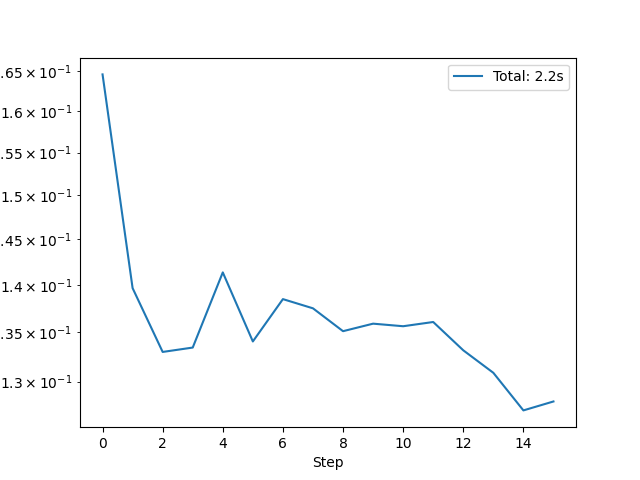 Total: 2.2s
.65 × 10⁻¹
1.6 × 10⁻¹
.55 × 10⁻¹
1.5 × 10⁻¹
.45 × 10⁻¹
1.4 × 10⁻¹
.35 × 10⁻¹
1.3 × 10⁻¹
0 2 4 6 8 10 12 14
Step